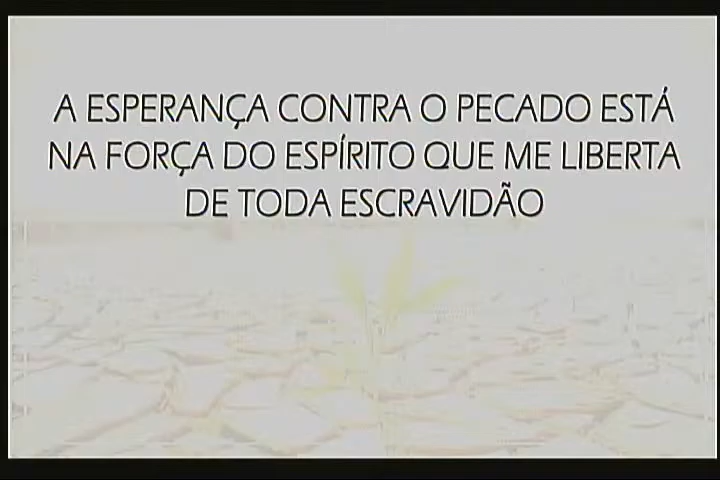 A ESPERANÇA CONTRA O PECADO ESTÁ
NA FORÇA DO ESPÍRITO QUE ME LIBERTA
DE TODA ESCRAVIDÃO